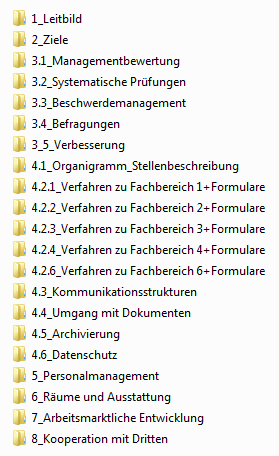 1_Leitbild
2_Ziele
3.1_Managementbewertung
3.2_Systematische Prüfungen
3.3_Beschwerdemanagement
3.4_Befragungen
3_5_Verbesserung
4.1_Organigramm_Stellenbeschreibung
4.2.1_Verfahren zu Fachbereich 1+Formulare
4.2.2_Verfahren zu Fachbereich 2+Formulare
4.2.3_Verfahren zu Fachbereich 3+Formulare
4.2.4_Verfahren zu Fachbereich 4+Formulare
4.2.6_Verfahren zu Fachbereich 6+Formulare
4.3_Kommunikationsstrukturen
4.4_Umgang mit Dokumenten
4.5_Archivierung
4.6_Datenschutz
5_Personalmanagement
6_Räume und Ausstattung
7_Arbeitsmarktliche Entwicklung
8_Kooperation mit Dritten